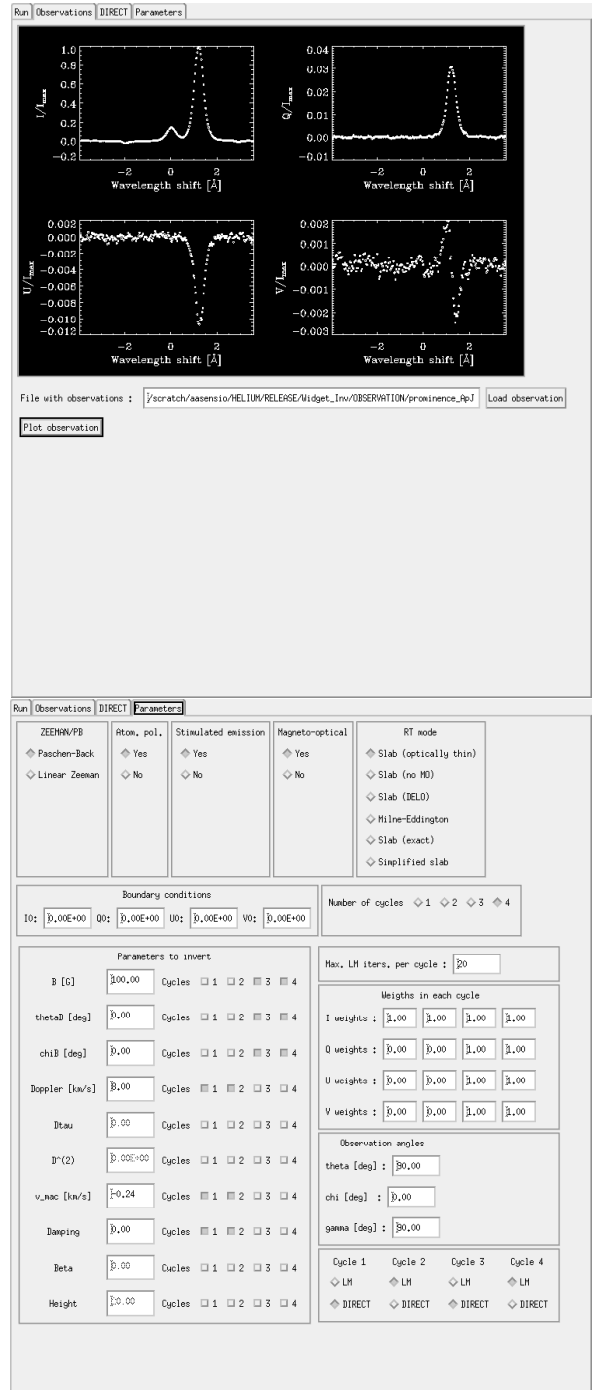 Run Observations DIRECT Parameters
1.0 0.8 0.6 0.4 0.2 0.0 −0.2
I/Imax
−2 0 2
Wavelength shift [Å]
0.04 0.03 0.02 0.01 0.00 −0.01
Q/Imax
−2 0 2
Wavelength shift [Å]
0.002 0.000 −0.002 −0.004 −0.006 −0.008 −0.010 −0.012
U/Imax
−2 0 2
Wavelength shift [Å]
0.002 0.001 0.000 −0.001 −0.002 −0.003
V/Imax
−2 0 2
Wavelength shift [Å]
File with observations : /scratch/aasensio/HELIUM/RELEASE/Widget_Inv/OBSERVATION/prominence_ApJ Load observation
Plot observation
Run Observations DIRECT Parameters
ZEEMAN/PB Atom. pol. Stimulated emission Magneto-optical RT mode
Paschen-Back Yes Yes Yes Slab (optically thin)
Linear Zeeman No No No Slab (no MO)
Slab (DELO)
Milne-Eddington
Slab (exact)
Simplified slab
Boundary conditions
I0: 0.00E+00 Q0: 0.00E+00 U0: 0.00E+00 V0: 0.00E+00
Number of cycles 1 2 3 4
Parameters to invert
B [G] 100.00 Cycles 1 2 3 4
thetaB [deg] 0.00 Cycles 1 2 3 4
chiB [deg] 0.00 Cycles 1 2 3 4
Doppler [km/s] 8.00 Cycles 1 2 3 4
Dtau 0.00 Cycles 1 2 3 4
D^(2) 0.00E+00 Cycles 1 2 3 4
v_mac [km/s] -0.24 Cycles 1 2 3 4
Damping 0.00 Cycles 1 2 3 4
Beta 0.00 Cycles 1 2 3 4
Height Cycles 1 2 3 4
Max. LM iters. per cycle : 20
Weigths in each cycle
I weights : 1.00 1.00 1.00 1.00
Q weights : 0.00 0.00 1.00 1.00
U weights : 0.00 0.00 1.00 1.00
V weights : 0.00 0.00 1.00 1.00
Observation angles
theta [deg] : 90.00
chi [deg] : 0.00
gamma [deg] : 90.00
Cycle 1 Cycle 2 Cycle 3 Cycle 4
LM LM LM LM
DIRECT DIRECT DIRECT DIRECT